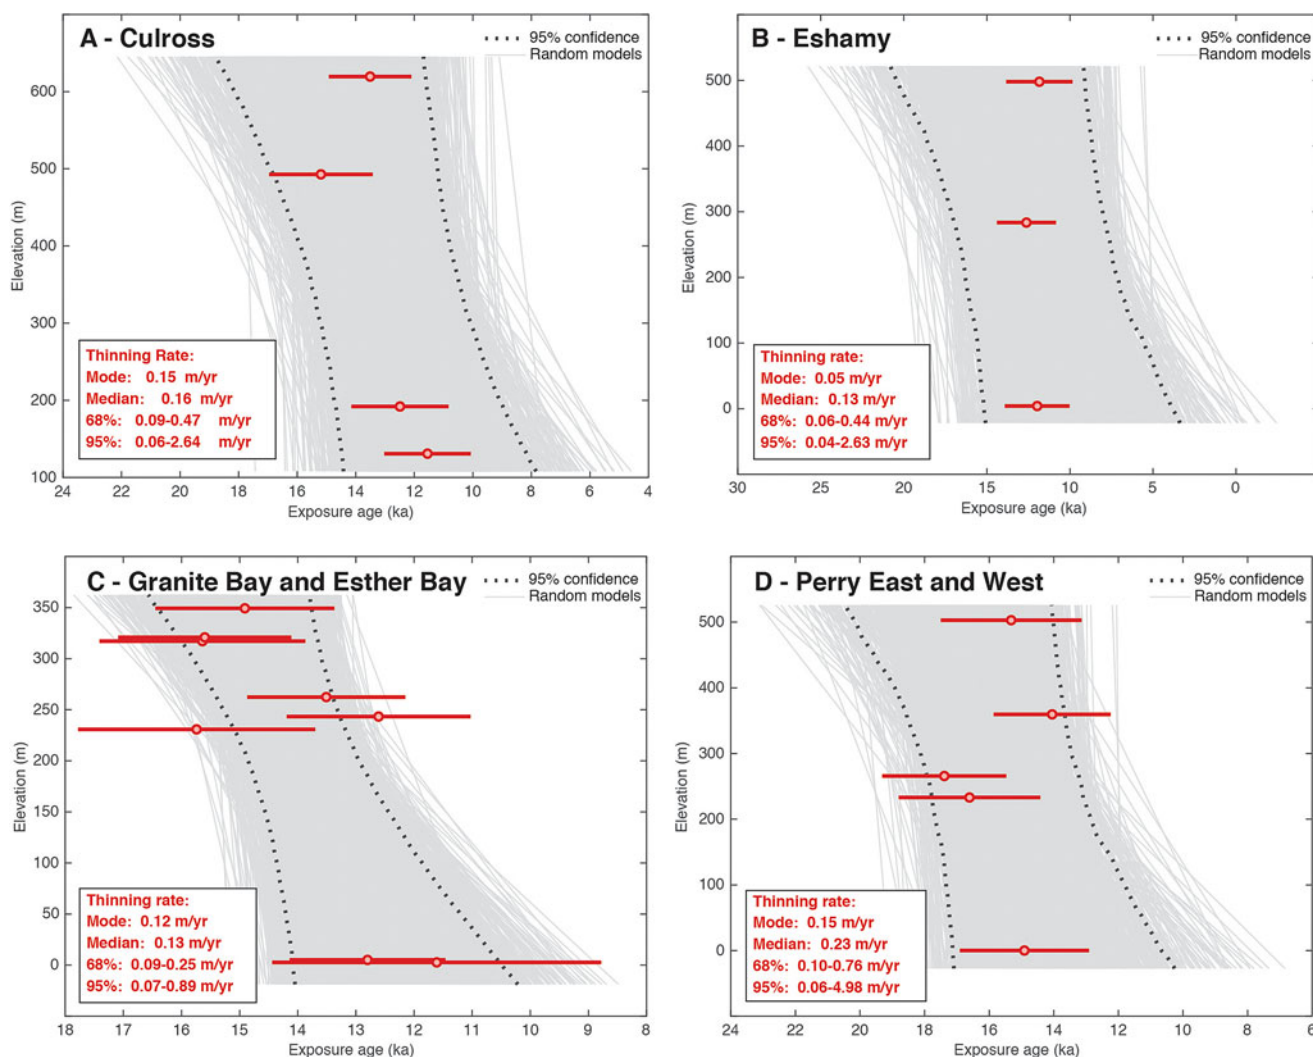 A - Culross
95% confidence
Random models
600
500
400
300
200
100
Elevation (m)
Thinning Rate:
Mode: 0.15 m/yr
Median: 0.16 m/yr
68%: 0.09-0.47 m/yr
95%: 0.06-2.64 m/yr
24 22 20 18 16 14 12 10 8 6 4
Exposure age (ka)
B - Eshamy
95% confidence
Random models
500
400
300
200
100
0
Elevation (m)
Thinning rate:
Mode: 0.05 m/yr
Median: 0.13 m/yr
68%: 0.06-0.44 m/yr
95%: 0.04-2.63 m/yr
30 25 20 15 10 5 0
Exposure age (ka)
C - Granite Bay and Esther Bay
95% confidence
Random models
350
300
250
200
150
100
50
0
Elevation (m)
Thinning rate:
Mode: 0.12 m/yr
Median: 0.13 m/yr
68%: 0.09-0.25 m/yr
95%: 0.07-0.89 m/yr
18 17 16 15 14 13 12 11 10 9 8
Exposure age (ka)
D - Perry East and West
95% confidence
Random models
500
400
300
200
100
0
Elevation (m)
Thinning rate:
Mode: 0.15 m/yr
Median: 0.23 m/yr
68%: 0.10-0.76 m/yr
95%: 0.06-4.98 m/yr
24 22 20 18 16 14 12 10 8 6
Exposure age (ka)